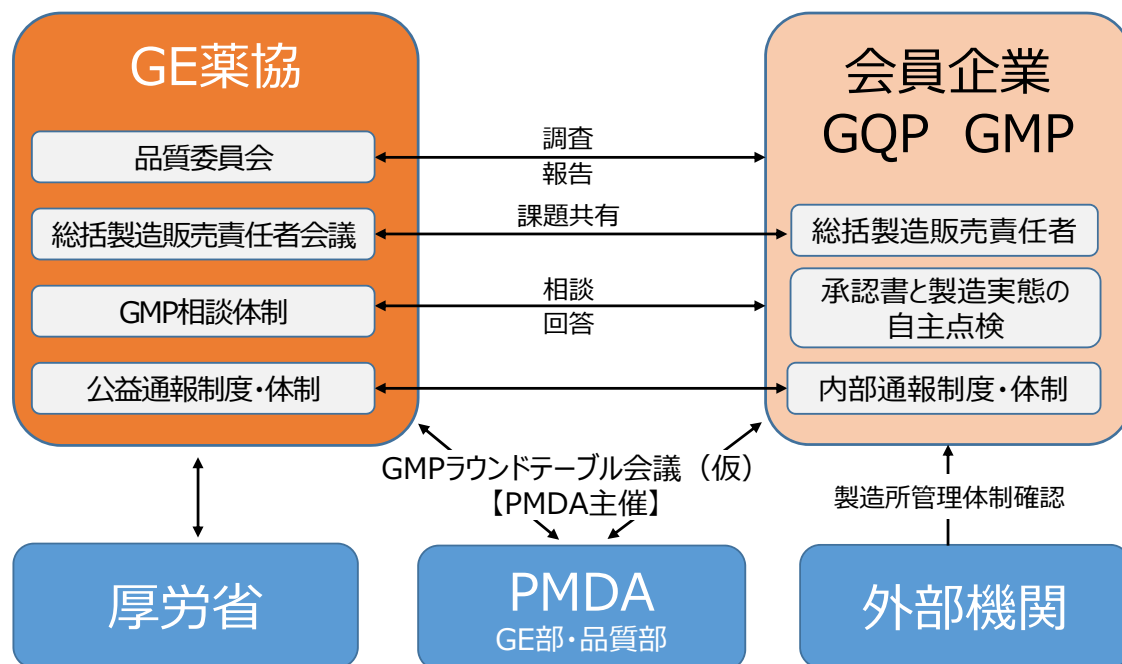 GE薬協
品質委員会
総括製造販売責任者会議
GMP相談体制
公益通報制度・体制
調査
報告
課題共有
相談
回答
会員企業
GQP GMP
総括製造販売責任者
承認書と製造実態の
自主点検
内部通報制度・体制
GMPラウンドテーブル会議（仮）
【PMDA主催】
製造所管理体制確認
厚労省
PMDA
GE部・品質部
外部機関